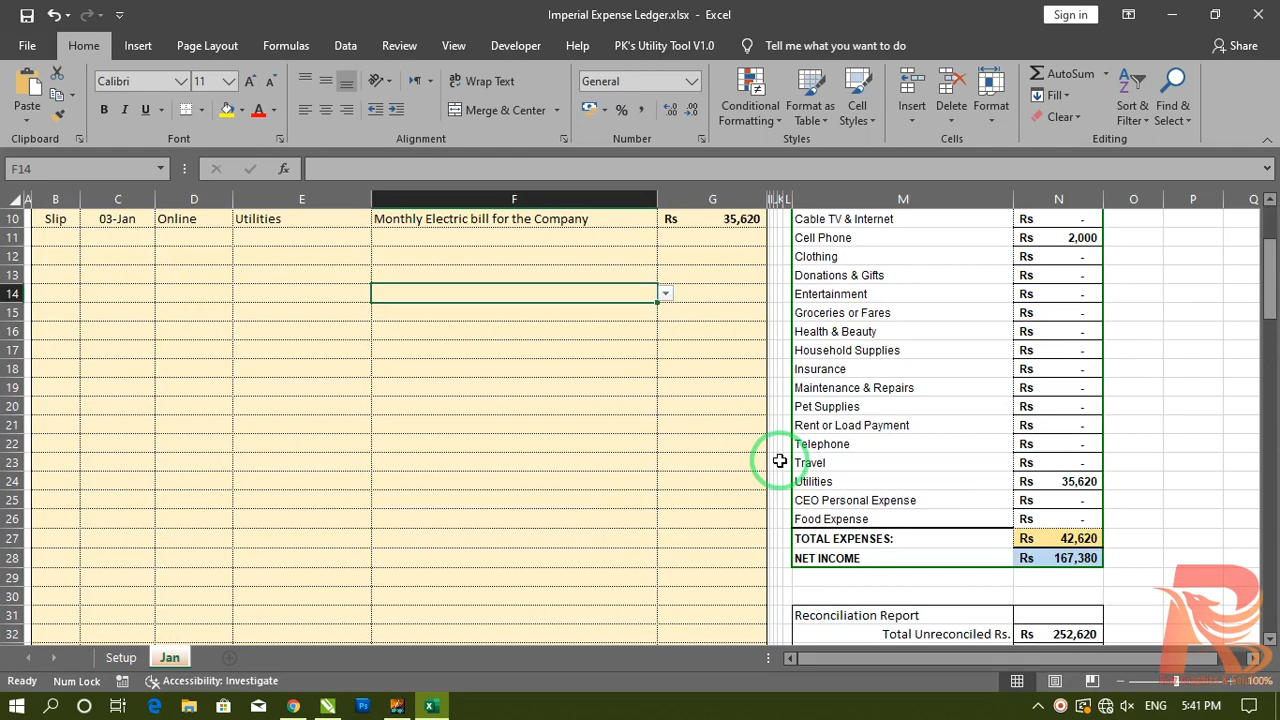 Imperial Expense Ledger.xlsx - Excel
Sign in
File Home Insert Page Layout Formulas Data Review View Developer Help PK's Utility Tool V1.0 Tell me what you want to do Share
Paste Calibri 11 Wrap Text General Conditional Formatting Format as Table Cell Styles Insert Delete Format AutoSum Sort & Filter Find & Select
B I U Merge & Center % Fill
Clear
Clipboard Font Alignment Number Styles Cells Editing
F14 fx
A B C D E F G L M N O P Q
10 Slip 03-Jan Online Utilities Monthly Electric bill for the Company Rs 35,620 Cable TV & Internet Rs -
11 Cell Phone Rs 2,000
12 Clothing Rs -
13 Donations & Gifts Rs -
14 Entertainment Rs -
15 Groceries or Fares Rs -
16 Health & Beauty Rs -
17 Household Supplies Rs -
18 Insurance Rs -
19 Maintenance & Repairs Rs -
20 Pet Supplies Rs -
21 Rent or Load Payment Rs -
22 Telephone Rs -
23 Travel Rs -
24 Utilities Rs 35,620
25 CEO Personal Expense Rs -
26 Food Expense Rs -
27 TOTAL EXPENSES: Rs 42,620
28 NET INCOME Rs 167,380
29
30
31 Reconciliation Report
32 Total Unreconciled Rs. Rs 252,620
Setup Jan
Ready Num Lock Accessibility: Investigate 100%
ENG 5:41 PM